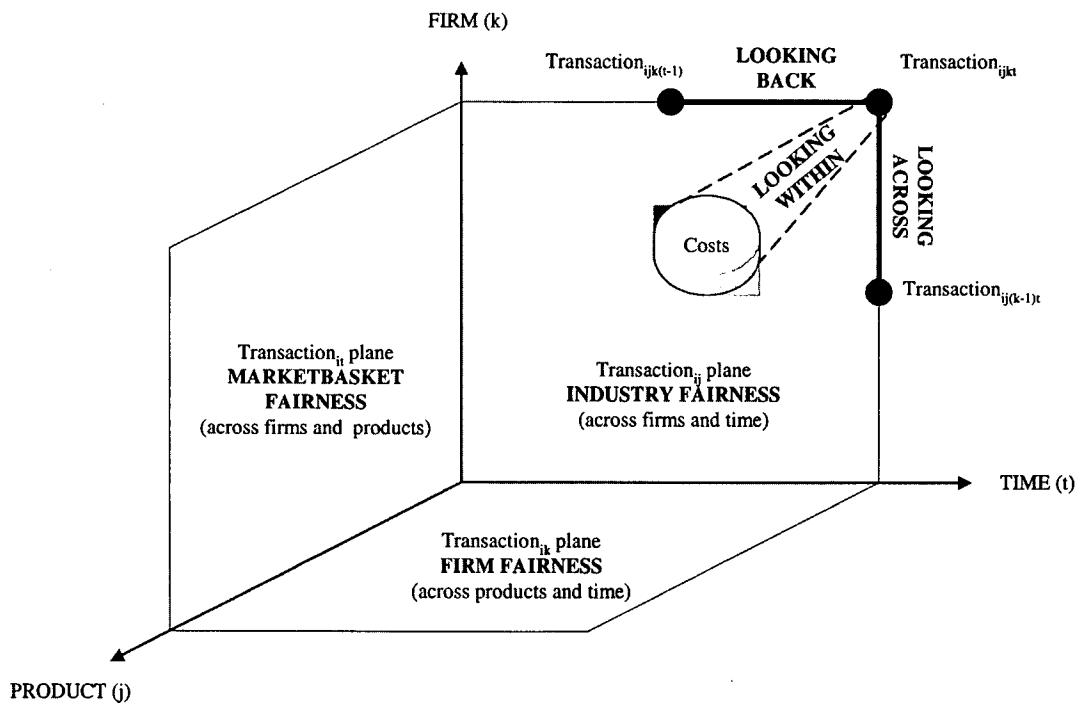 FIRM (k)
Transaction_ijk(t-1)
LOOKING
BACK
Transaction_ijkt
LOOKING
WITHIN
LOOKING
ACROSS
Costs
Transaction_ij(k-1)t
Transaction_it plane
MARKETBASKET
FAIRNESS
(across firms and products)
Transaction_ij plane
INDUSTRY FAIRNESS
(across firms and time)
TIME (t)
Transaction_ik plane
FIRM FAIRNESS
(across products and time)
PRODUCT (j)